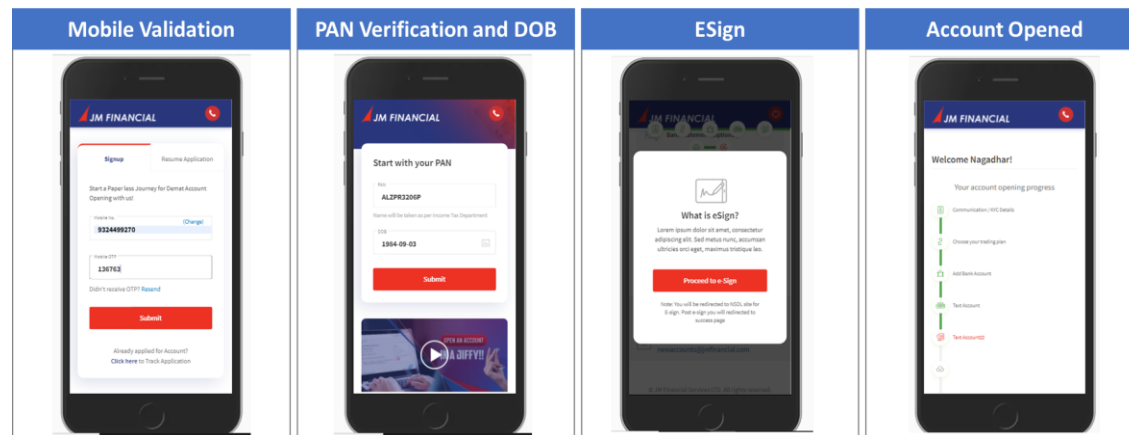 Mobile Validation
JM FINANCIAL
Signup
Resume Application
Start a Paper less Journey for Demat Account
Opening with us!
Mobile No.
(Change)
9324499270
Mobile OTP
136763
Didn't receive OTP? Resend
Submit
Already applied for Account?
Click here to Track Application
PAN Verification and DOB
JM FINANCIAL
Start with your PAN
PAN
ALZPR3206P
Name will be taken as per Income Tax Department
DOB
1984-09-03
Submit
OPEN AN ACCOUNT
JIFFY!!
ESign
JM FINANCIAL
What is eSign?
Lorem ipsum dolor sit amet, consectetur
adipiscing elit. Sed metus nunc, accumsan
ultricies orci eget, maximus tristique leo.
Proceed to e-Sign
Note: You will be redirected to NSDL site for
E-sign. Post e-sign you will redirected to
success page
Account Opened
JM FINANCIAL
Welcome Nagadhar!
Your account opening progress
Communication / KYC Details
Choose your trading plan
Add Bank Account
Text Account